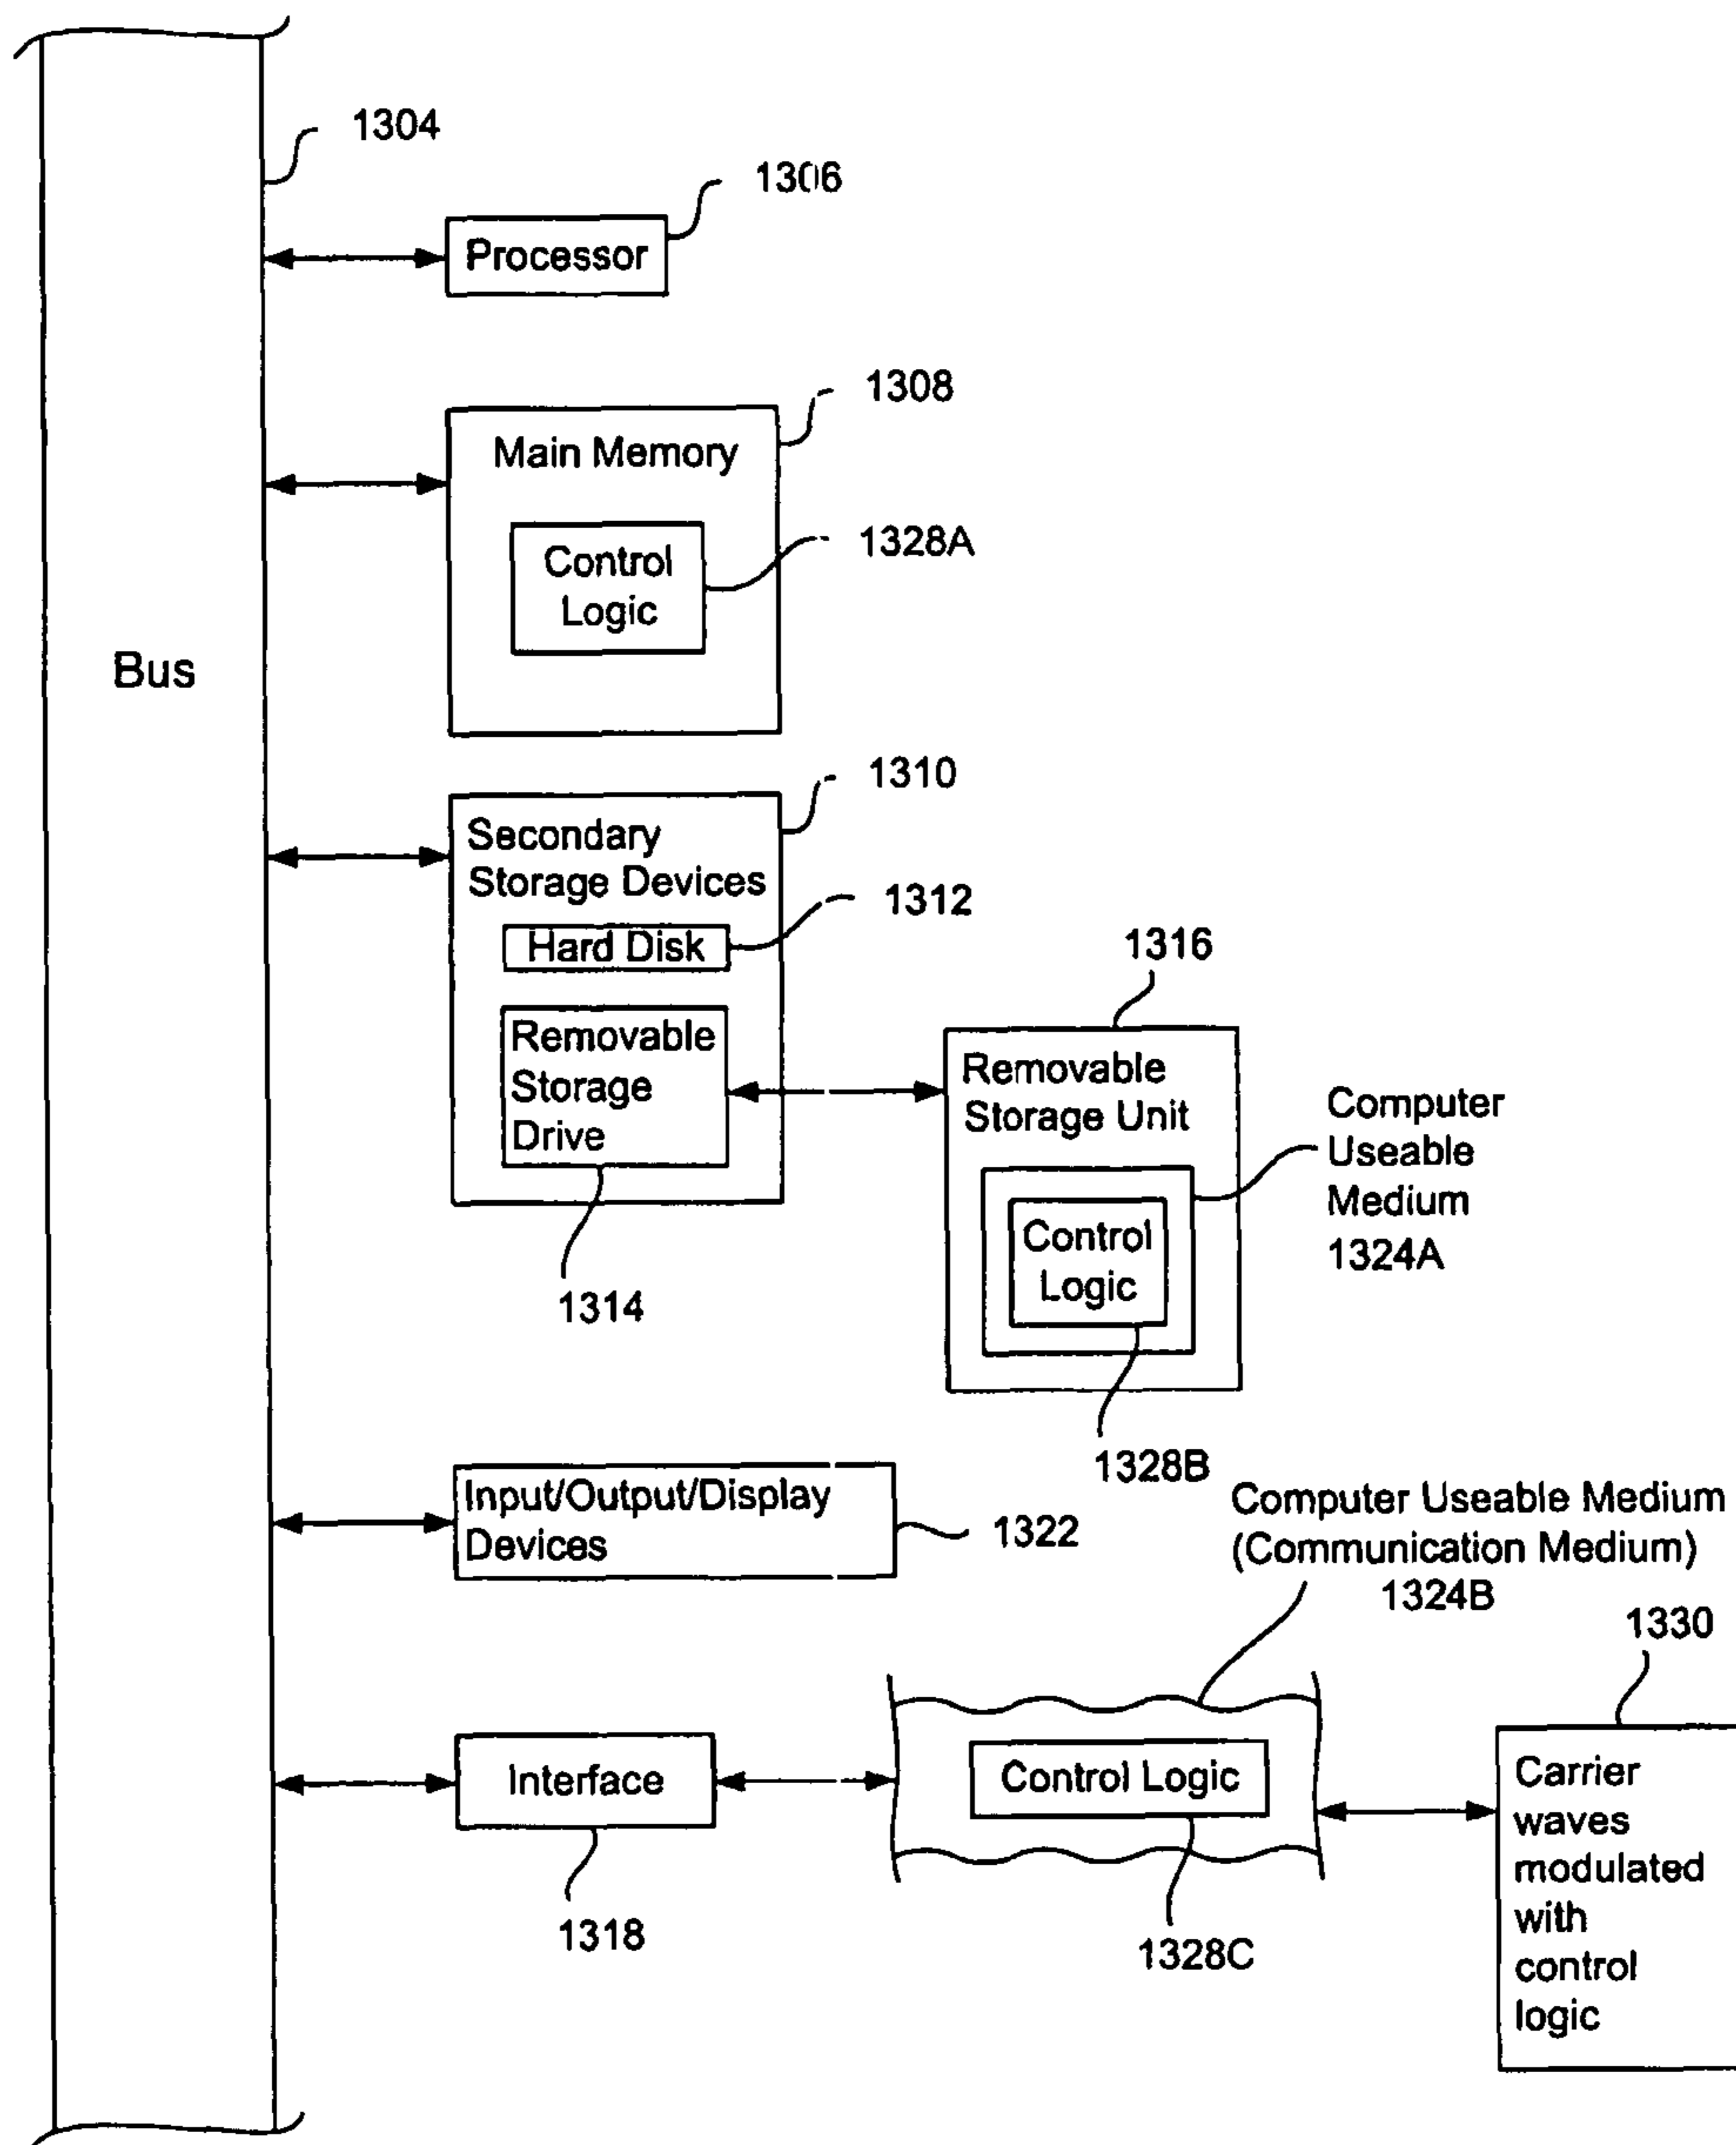 1304
1306
Processor
1308
Main Memory
1328A
Control
Logic
Bus
1310
Secondary
Storage Devices
1312
Hard Disk
1316
Removable
Storage
Drive
Removable
Storage Unit
Computer
Useable
Medium
1324A
Control
Logic
1314
1328B
Input/Output/Display
Devices
1322
Computer Useable Medium
(Communication Medium)
1324B
1330
Interface
Control Logic
Carrier
waves
modulated
with
control
logic
1318
1328C